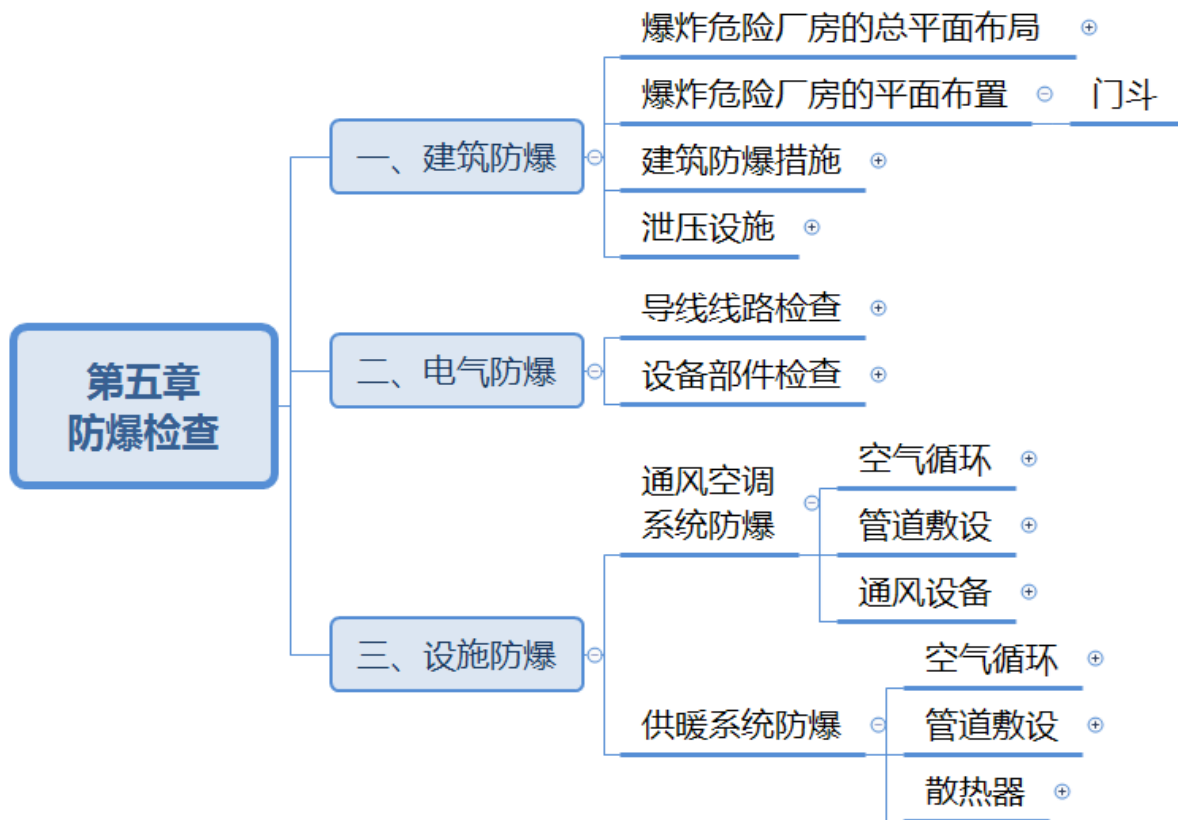 第五章
防爆检查
一、建筑防爆
爆炸危险厂房的总平面布局
爆炸危险厂房的平面布置
门斗
建筑防爆措施
泄压设施
二、电气防爆
导线线路检查
设备部件检查
三、设施防爆
通风空调
系统防爆
空气循环
管道敷设
通风设备
供暖系统防爆
空气循环
管道敷设
散热器